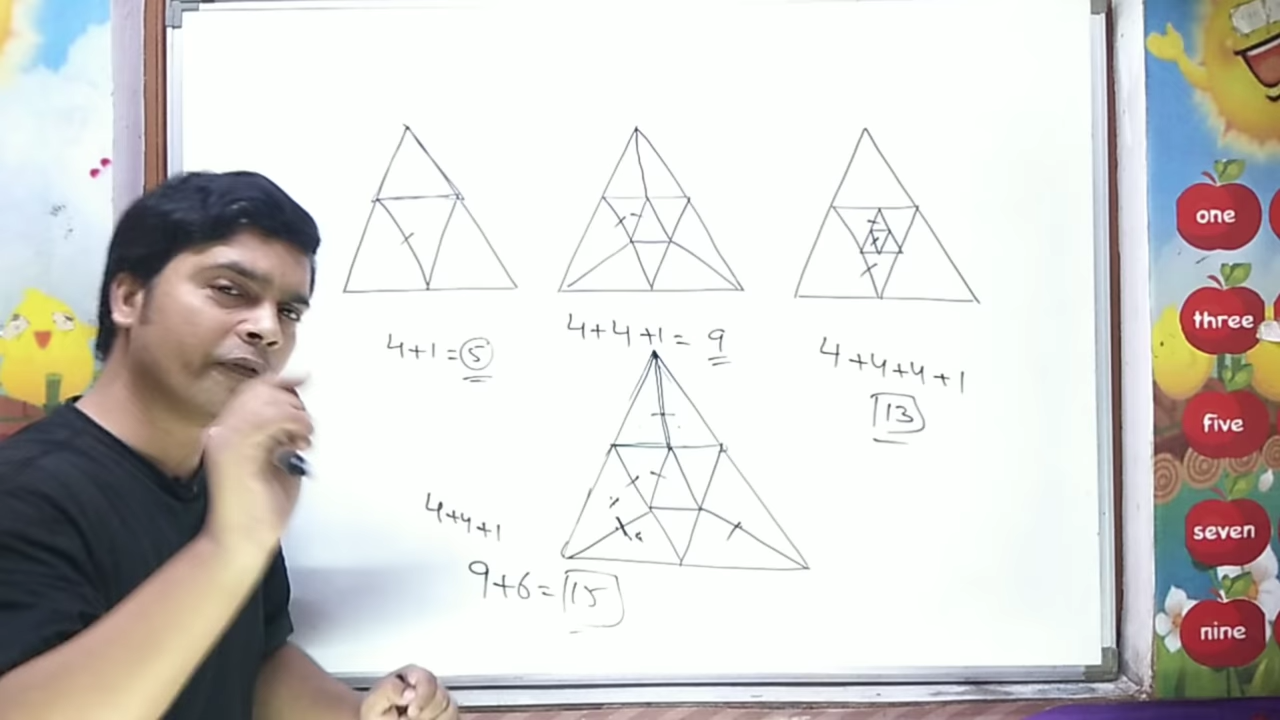 4+1=5
4+4+1= 9
4+4+4+1
13
4+4+1
9+6=15
one
three
five
seven
nine